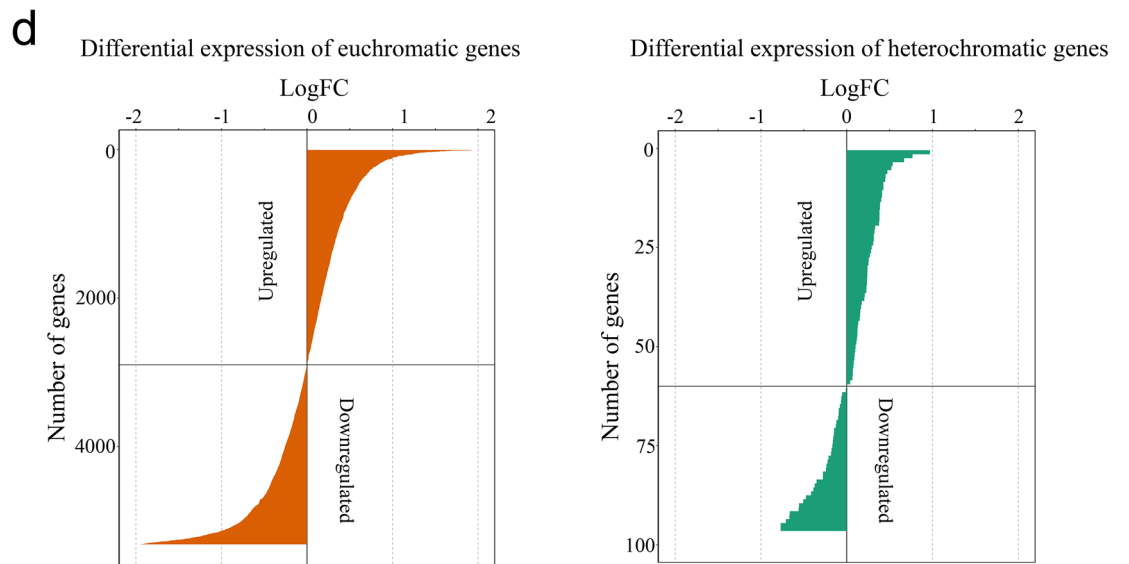 d
Differential expression of euchromatic genes
LogFC
-2 -1 0 1 2
0
2000
4000
Number of genes
Upregulated
Downregulated
Differential expression of heterochromatic genes
LogFC
-2 -1 0 1 2
0
25
50
75
100
Number of genes
Upregulated
Downregulated